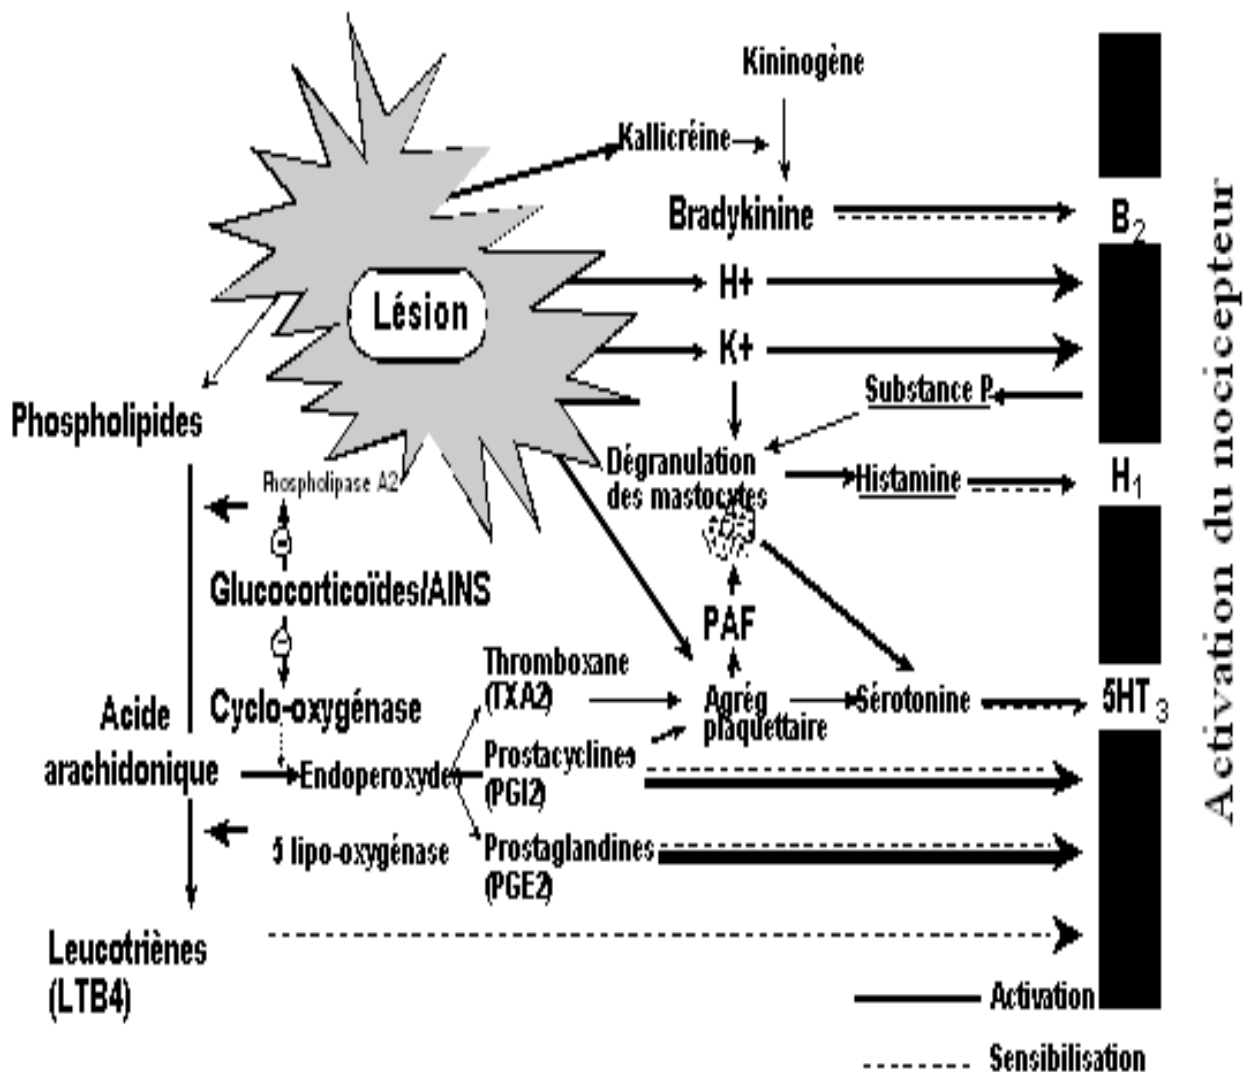 Kininogène
Kallicréine
Bradykinine
B2
H+
Lésion
K+
Substance P
Phospholipides
Dégranulation
des mastocytes
Histamine
H1
Phospholipase A2
Glucocorticoïdes/AINS
PAF
Thromboxane
(TXA2)
Acide
arachidonique
Cyclo-oxygénase
Agrég
plaquettaire
Sérotonine
5HT3
Endoperoxydes
Prostacyclines
(PGI2)
5 lipo-oxygénase
Prostaglandines
(PGE2)
Leucotriènes
(LTB4)
Activation
Sensibilisation
Activation du nocicepteur